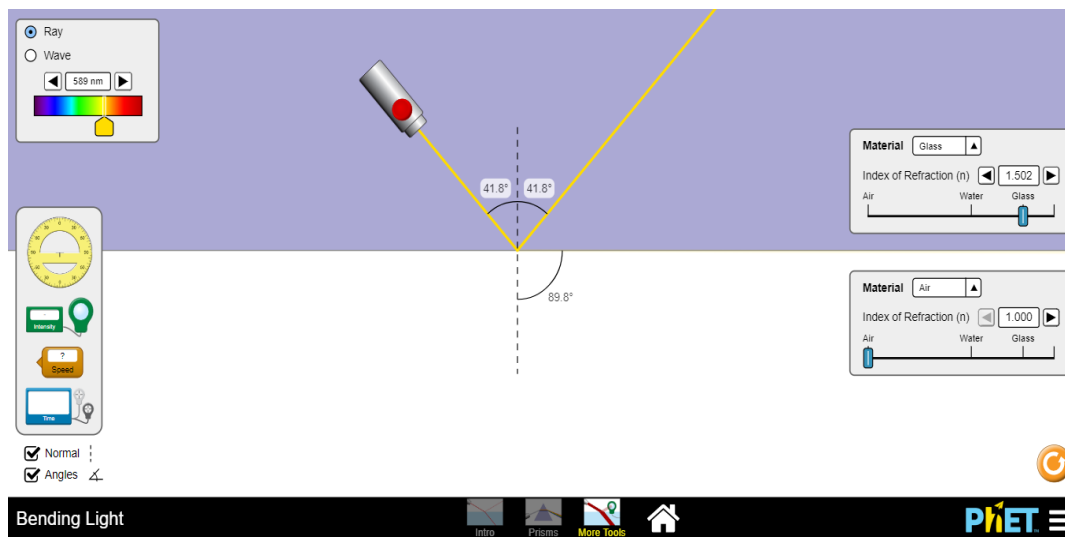 Ray
Wave
589 nm
41.8° 41.8°
89.8°
Material Glass
Index of Refraction (n) 1.502
Air Water Glass
Material Air
Index of Refraction (n) 1.000
Air Water Glass
Intensity
?
Speed
Time
Normal
Angles
Bending Light
Intro
Prisms
More Tools
PhET